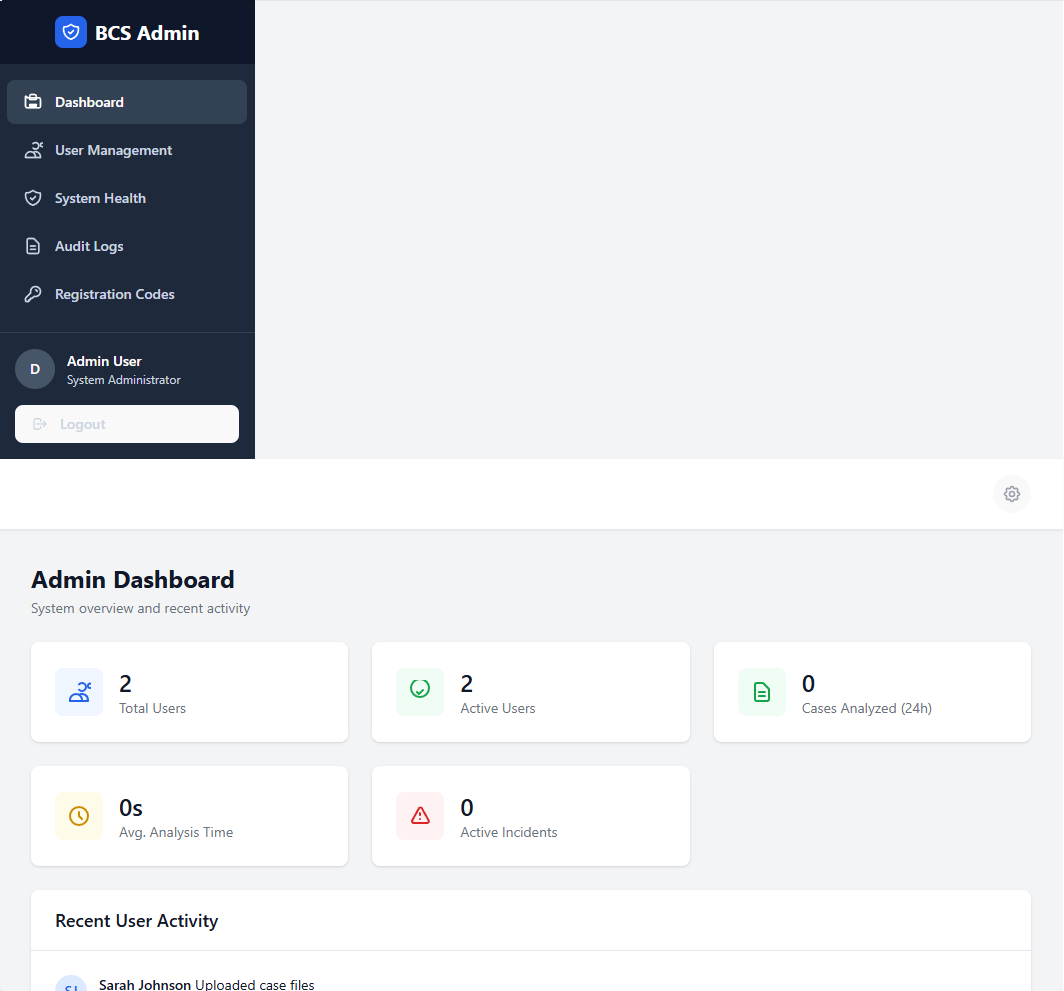 BCS Admin
Dashboard
User Management
System Health
Audit Logs
Registration Codes
D
Admin User
System Administrator
Logout
Admin Dashboard
System overview and recent activity
2
Total Users
2
Active Users
0
Cases Analyzed (24h)
0s
Avg. Analysis Time
0
Active Incidents
Recent User Activity
SJ
Sarah Johnson Uploaded case files